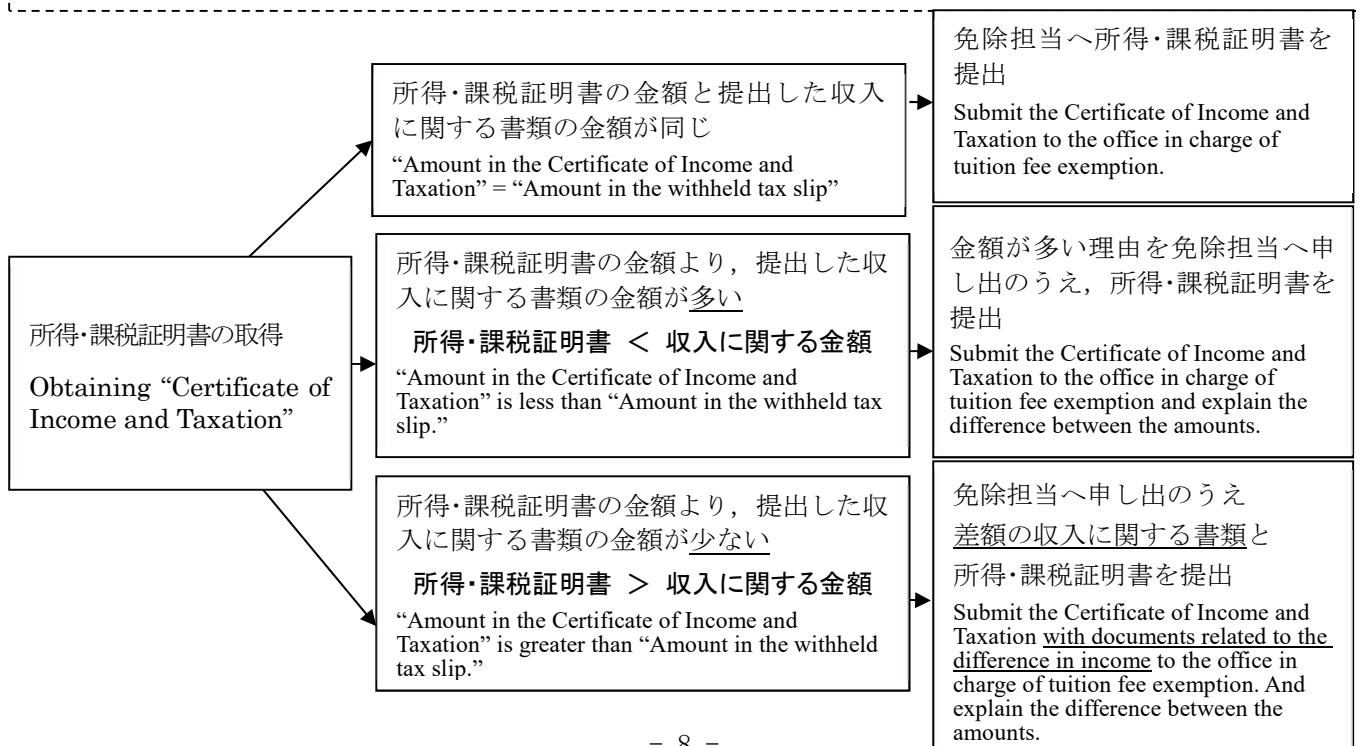 所得･課税証明書の取得
Obtaining “Certificate of
Income and Taxation”
所得･課税証明書の金額と提出した収入
に関する書類の金額が同じ
“Amount in the Certificate of Income and
Taxation” = “Amount in the withheld tax slip”
免除担当へ所得･課税証明書を
提出
Submit the Certificate of Income and
Taxation to the office in charge of
tuition fee exemption.
所得･課税証明書の金額より，提出した収
入に関する書類の金額が多い
所得･課税証明書 ＜ 収入に関する金額
“Amount in the Certificate of Income and
Taxation” is less than “Amount in the withheld tax
slip.”
金額が多い理由を免除担当へ申
し出のうえ，所得･課税証明書を
提出
Submit the Certificate of Income and
Taxation to the office in charge of
tuition fee exemption and explain the
difference between the amounts.
所得･課税証明書の金額より，提出した収
入に関する書類の金額が少ない
所得･課税証明書 ＞ 収入に関する金額
“Amount in the Certificate of Income and
Taxation” is greater than “Amount in the withheld
tax slip.”
免除担当へ申し出のうえ
差額の収入に関する書類と
所得･課税証明書を提出
Submit the Certificate of Income and
Taxation with documents related to the
difference in income to the office in
charge of tuition fee exemption. And
explain the difference between the
amounts.
- 8 -